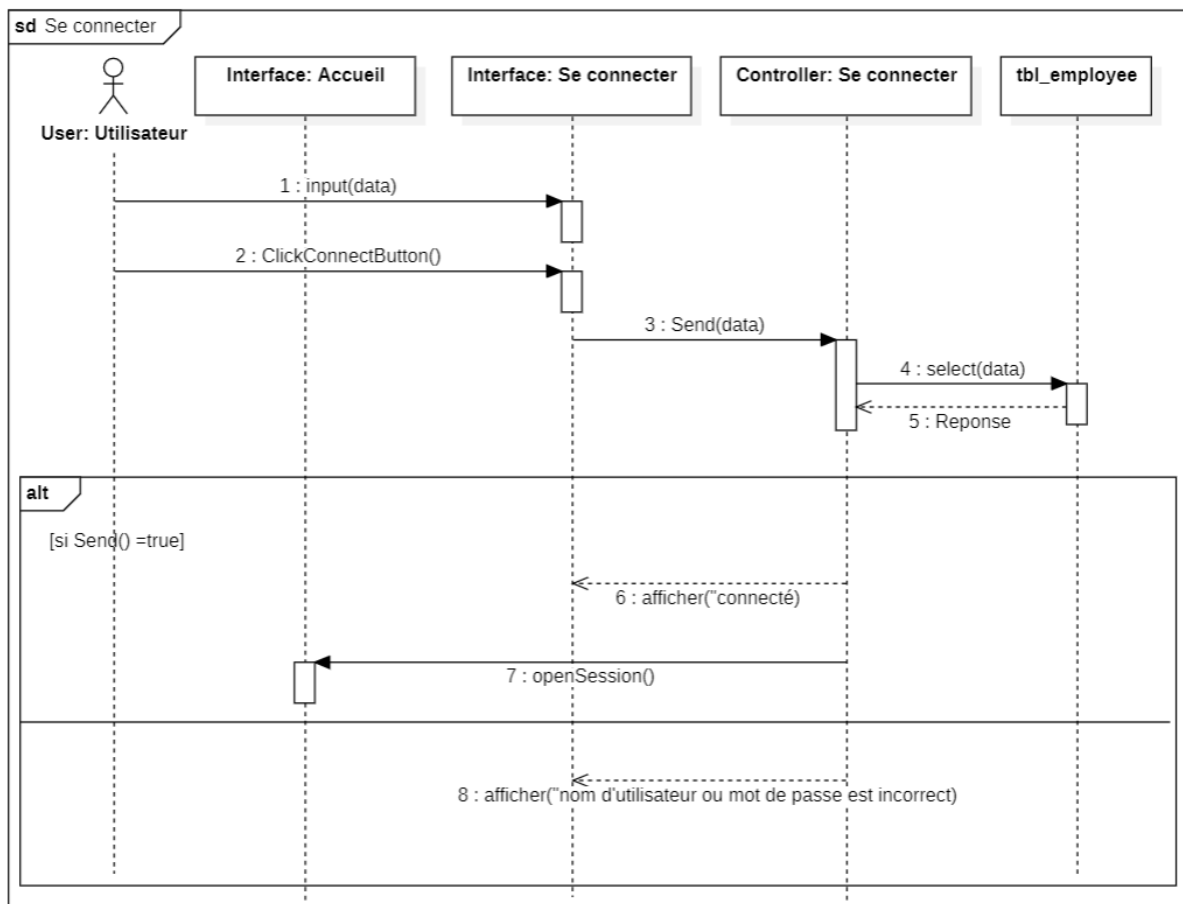 sd Se connecter
Interface: Accueil
Interface: Se connecter
Controller: Se connecter
tbl_employee
User: Utilisateur
1 : input(data)
2 : ClickConnectButton()
3 : Send(data)
4 : select(data)
5 : Reponse
alt
[si Send() =true]
6 : afficher("connecté)
7 : openSession()
8 : afficher("nom d'utilisateur ou mot de passe est incorrect)